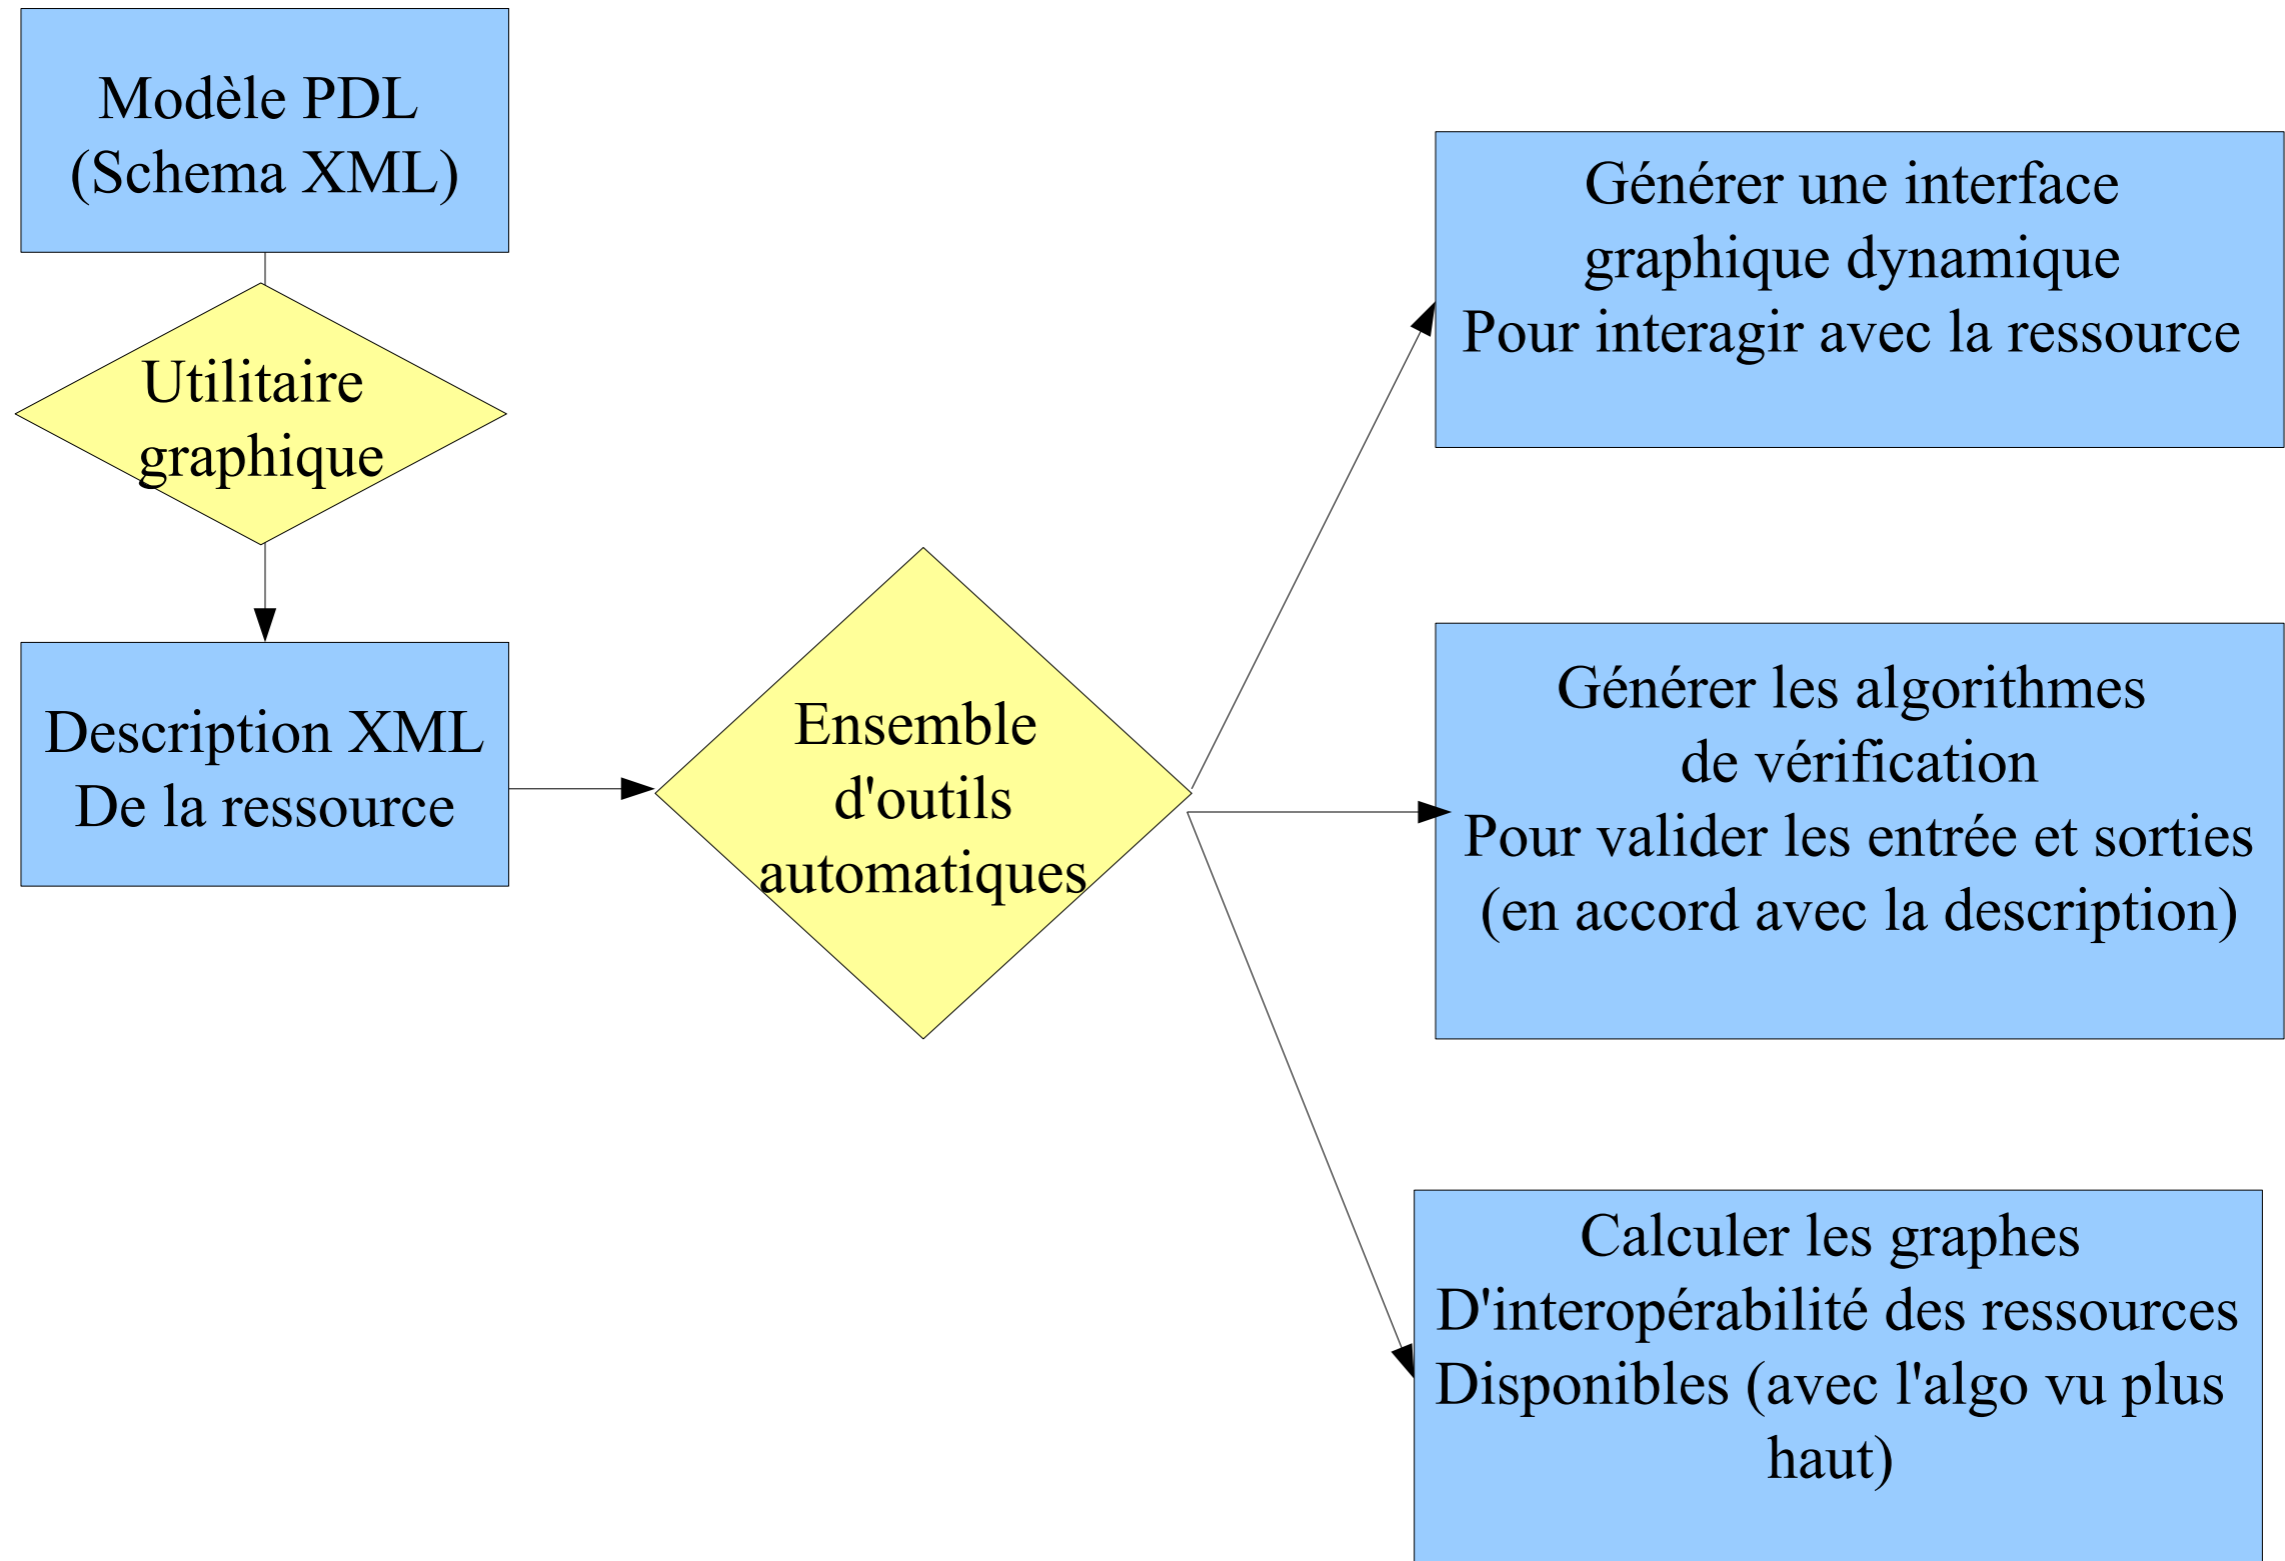 Modèle PDL
(Schema XML)
Utilitaire
graphique
Description XML
De la ressource
Ensemble
d'outils
automatiques
Générer une interface
graphique dynamique
Pour interagir avec la ressource
Générer les algorithmes
de vérification
Pour valider les entrée et sorties
(en accord avec la description)
Calculer les graphes
D'interopérabilité des ressources
Disponibles (avec l'algo vu plus
haut)